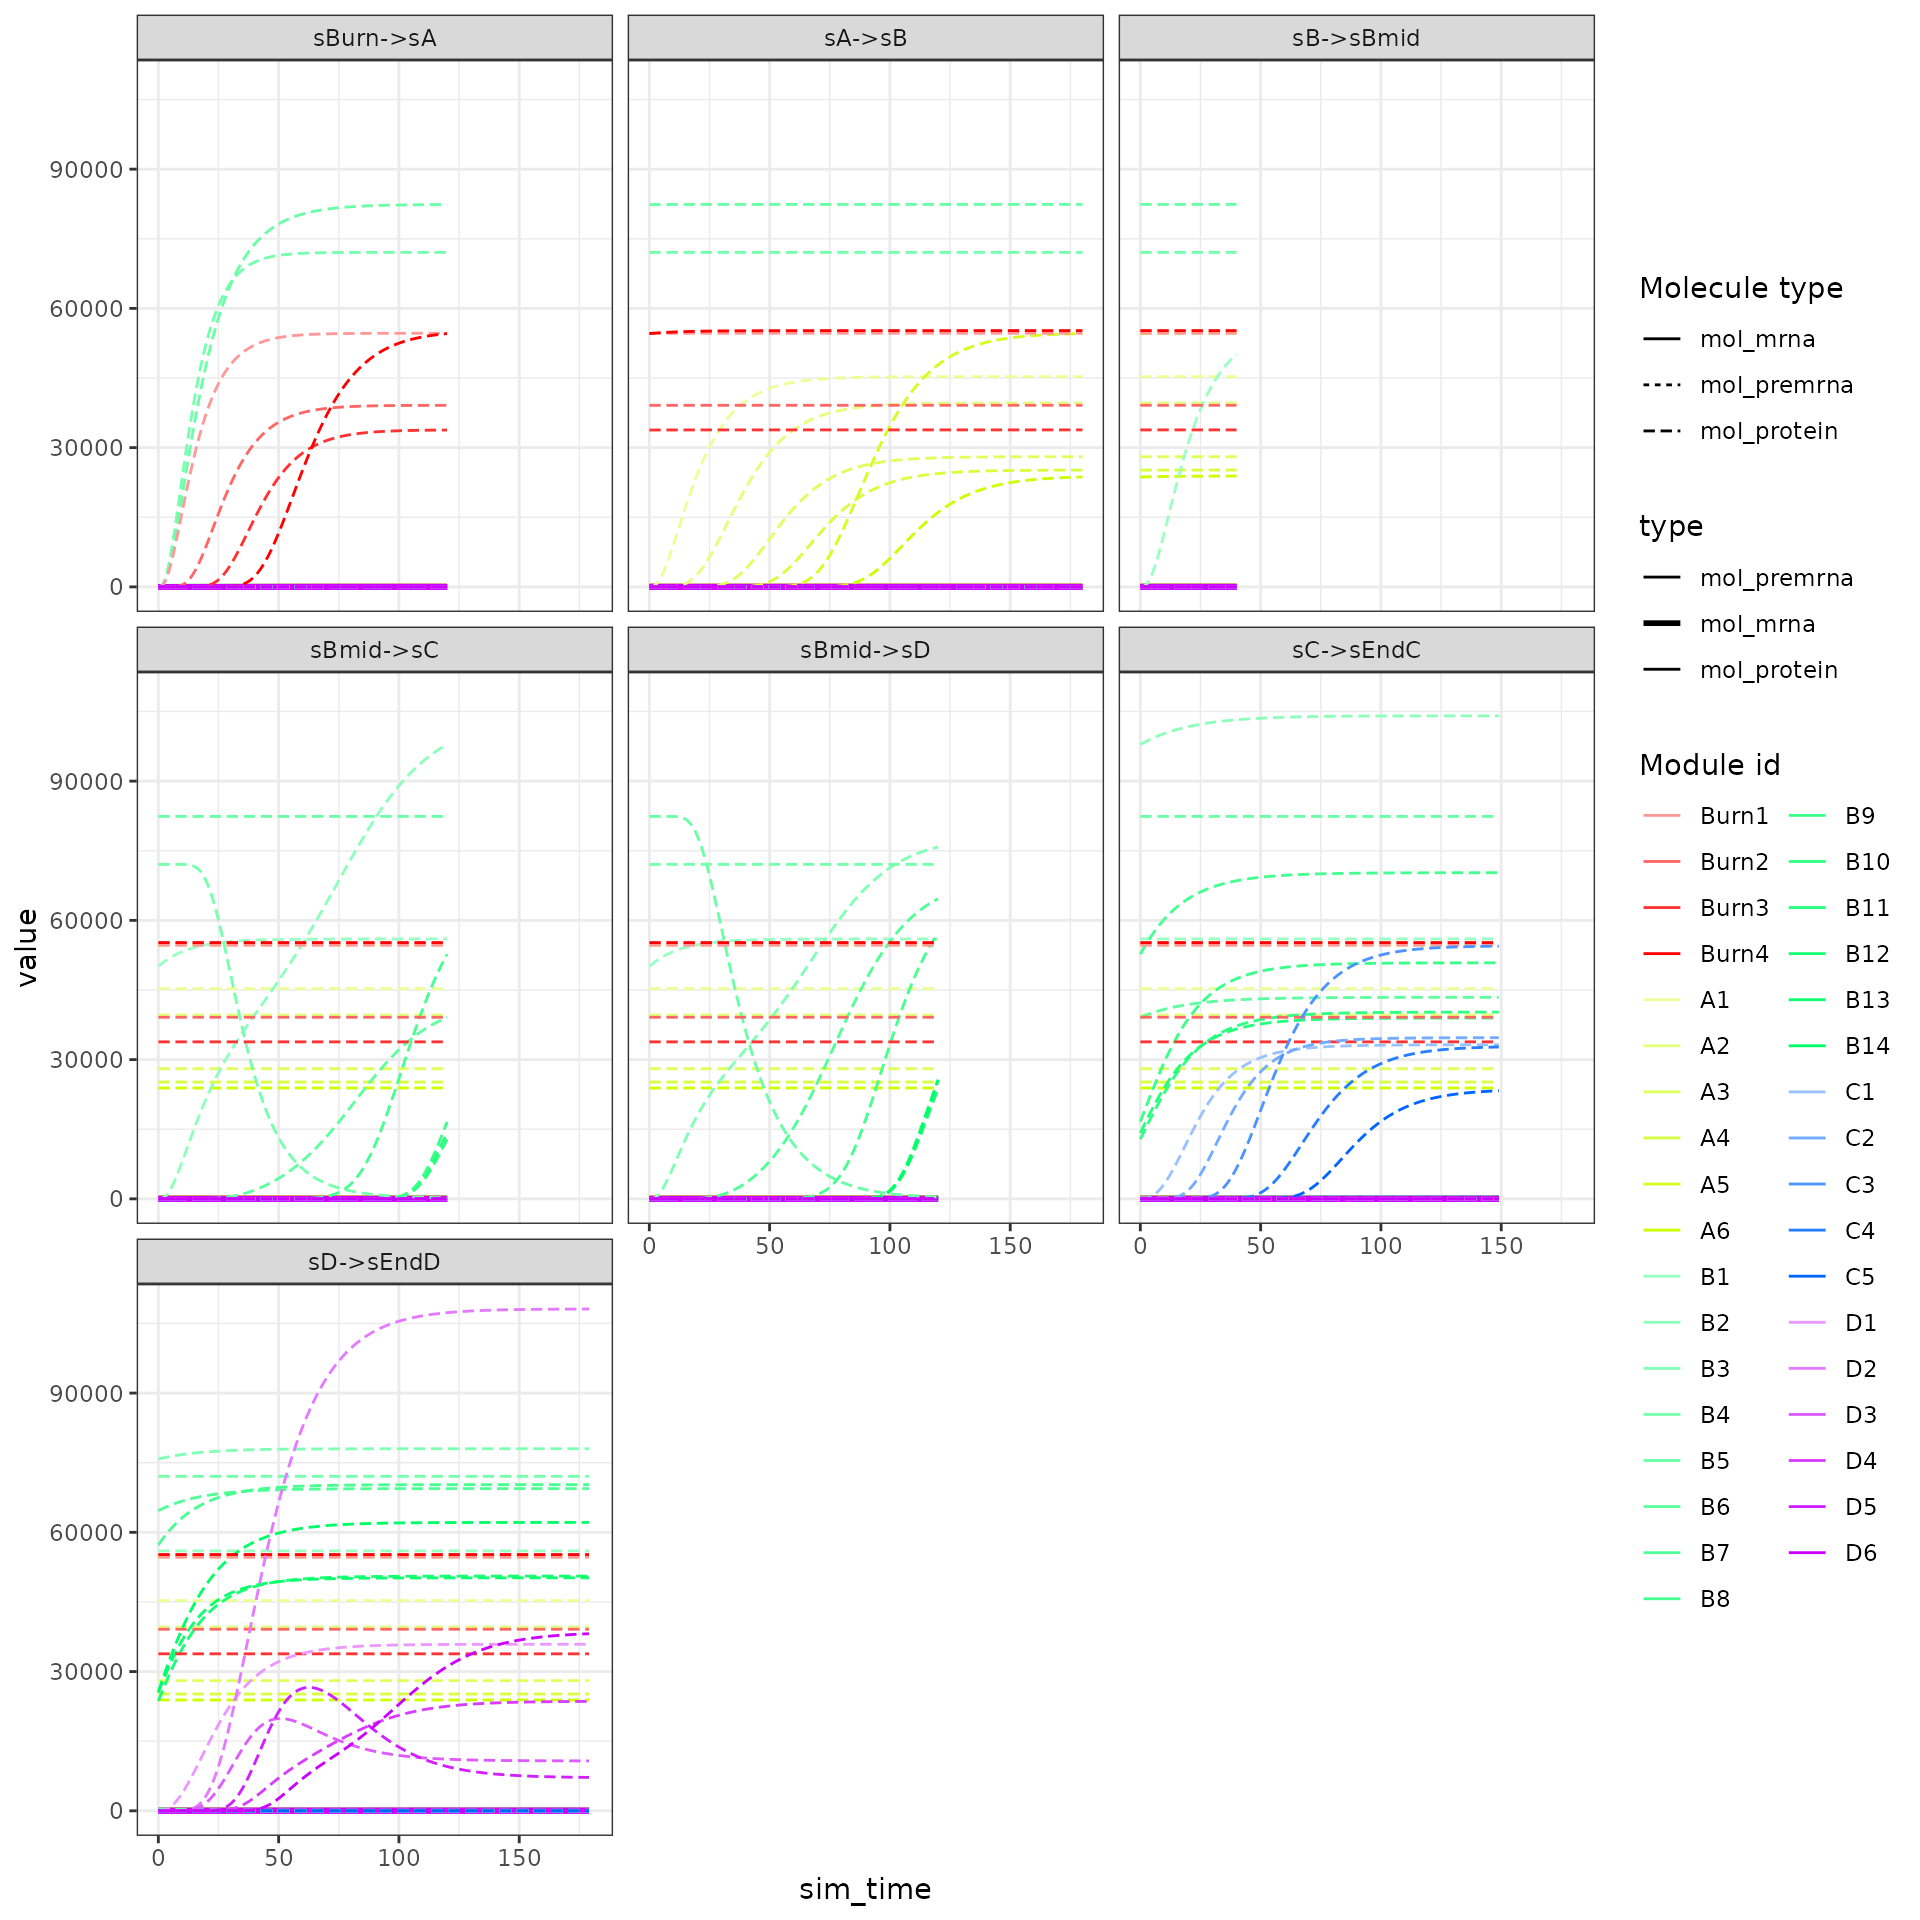 sBurn->sA
sA->sB
sB->sBmid
90000
60000
30000
0
sBmid->sC
sBmid->sD
sC->sEndC
90000
60000
30000
0
0 50 100 150
0 50 100 150
sD->sEndD
90000
60000
30000
0
0 50 100 150
value
sim_time
Molecule type
mol_mrna
mol_premrna
mol_protein
type
mol_premrna
mol_mrna
mol_protein
Module id
Burn1 B9
Burn2 B10
Burn3 B11
Burn4 B12
A1 B13
A2 B14
A3 C1
A4 C2
A5 C3
A6 C4
B1 C5
B2 D1
B3 D2
B4 D3
B5 D4
B6 D5
B7 D6
B8